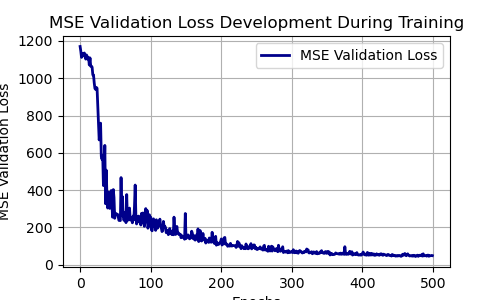 MSE Validation Loss Development During Training
MSE Validation Loss
1200
1000
800
600
400
200
0
MSE Validation Loss
0 100 200 300 400 500
Epochs